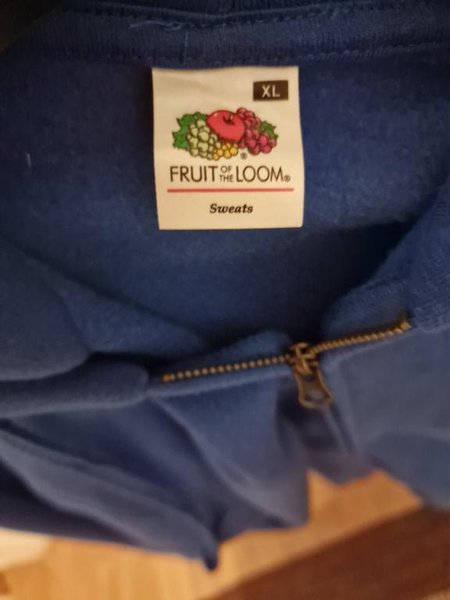 XL
FRUIT OF THE LOOM®
Sweats